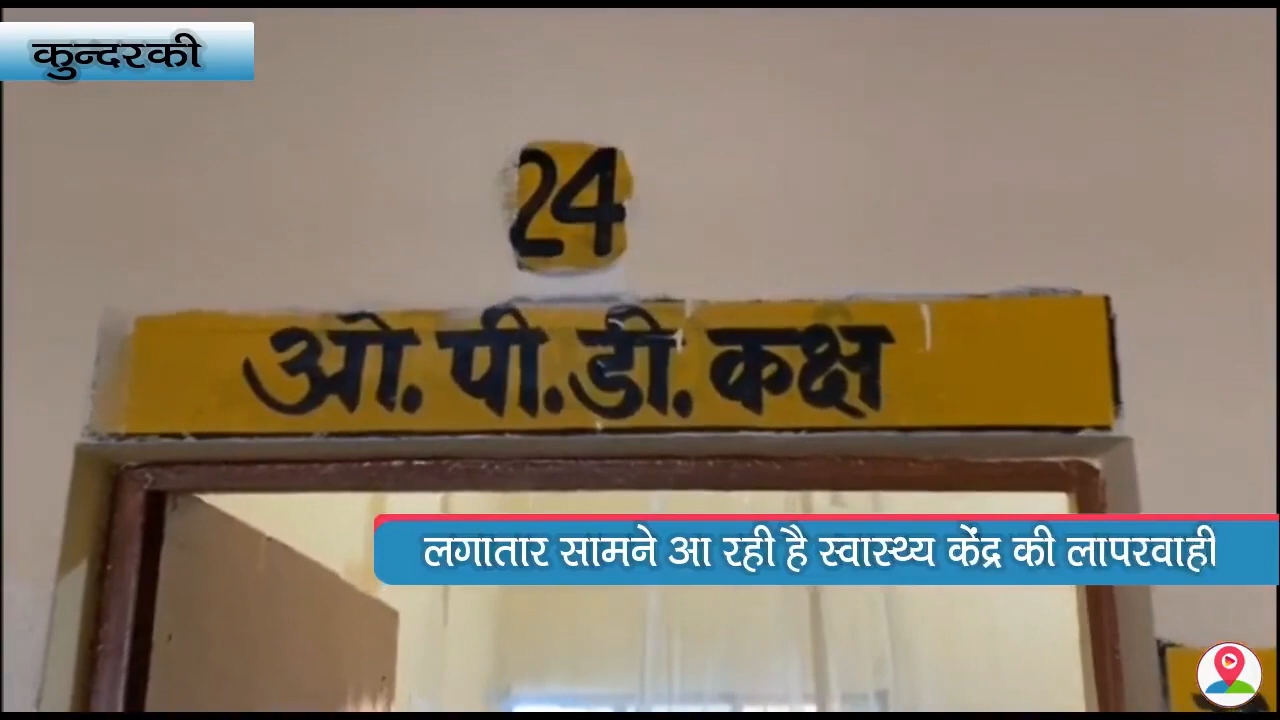 कुन्दरकी
24
ओ. पी. डी. कक्ष
लगातार सामने आ रही है स्वास्थ्य केंद्र की लापरवाही